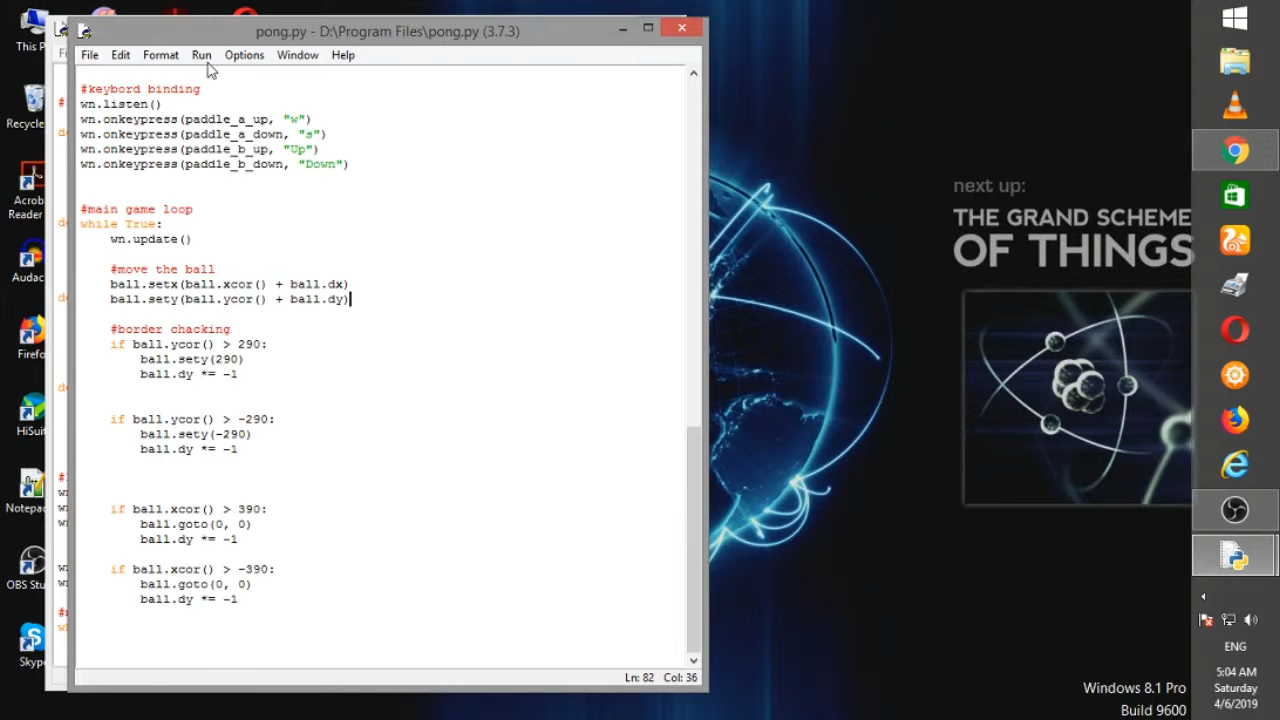 pong.py - D:\Program Files\pong.py (3.7.3)
File Edit Format Run Options Window Help
#keybord binding
wn.listen()
wn.onkeypress(paddle_a_up, "w")
wn.onkeypress(paddle_a_down, "s")
wn.onkeypress(paddle_b_up, "Up")
wn.onkeypress(paddle_b_down, "Down")
#main game loop
while True:
wn.update()
#move the ball
ball.setx(ball.xcor() + ball.dx)
ball.sety(ball.ycor() + ball.dy)
#border chacking
if ball.ycor() > 290:
ball.sety(290)
ball.dy *= -1
if ball.ycor() > -290:
ball.sety(-290)
ball.dy *= -1
if ball.xcor() > 390:
ball.goto(0, 0)
ball.dy *= -1
if ball.xcor() > -390:
ball.goto(0, 0)
ball.dy *= -1
Ln: 82 Col: 36
This P
Recycle
Acrob
Reader
Audac
Firefo
HiSuit
Notepa
OBS Stu
Skype
next up:
THE GRAND SCHEME
OF THINGS
ENG
5:04 AM
Saturday
4/6/2019
Windows 8.1 Pro
Build 9600